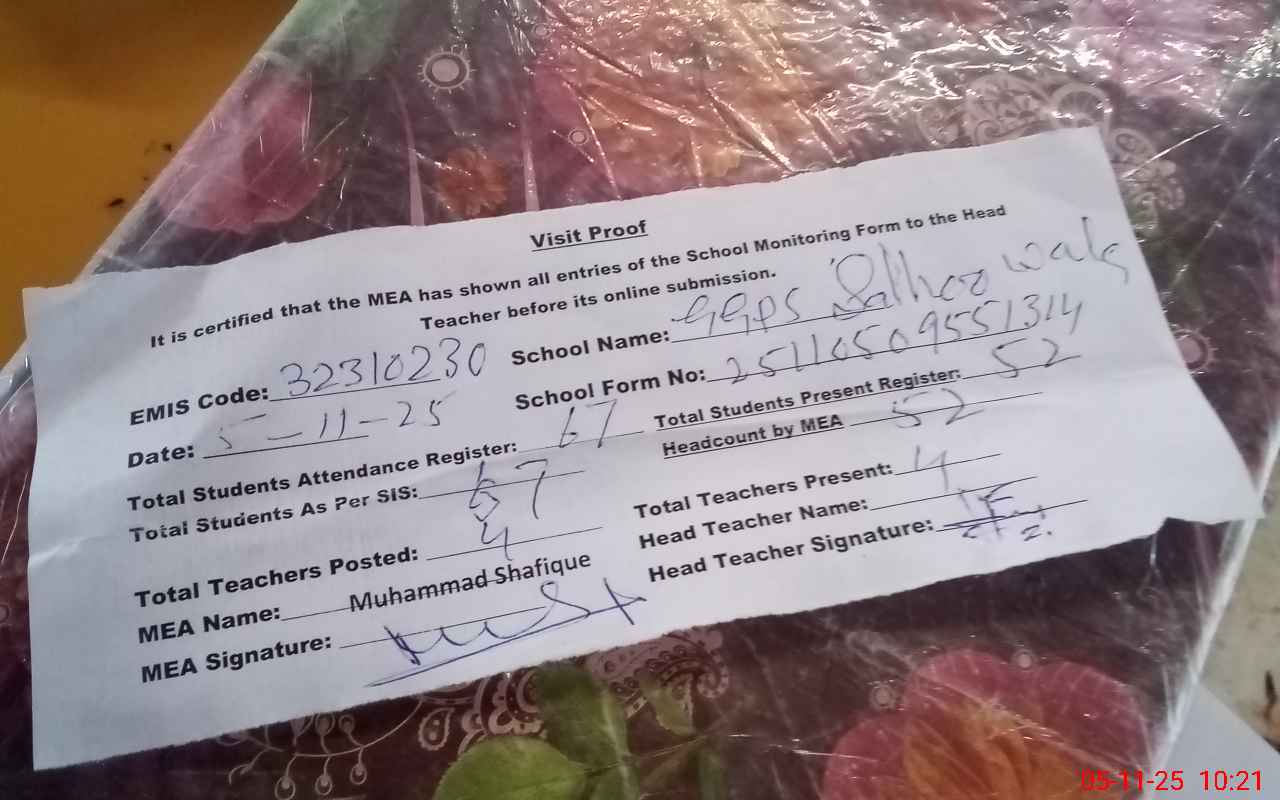 Visit Proof
It is certified that the MEA has shown all entries of the School Monitoring Form to the Head
Teacher before its online submission.
EMIS Code: 32310230 School Name: GGPS
Date: 5-11-25 School Form No: 2511050955 1314
Total Students Attendance Register: 67 Total Students Present Register: 52
Total Students As Per SIS: 67 Headcount by MEA 52
Total Teachers Posted: 4 Total Teachers Present: 4
MEA Name: Muhammad Shafique Head Teacher Name:
MEA Signature: Head Teacher Signature:
05-11-25 10:21